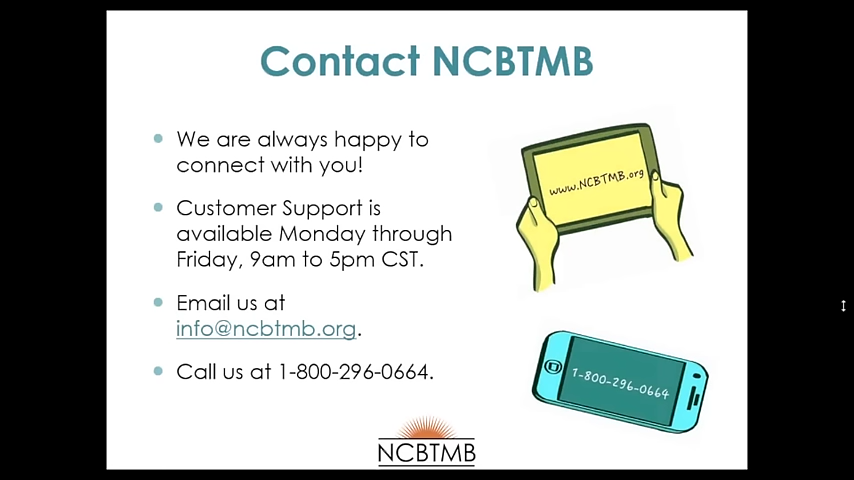 Contact NCBTMB
We are always happy to
connect with you!
Customer Support is
available Monday through
Friday, 9am to 5pm CST.
Email us at
info@ncbtmb.org.
Call us at 1-800-296-0664.
www.NCBTMB.org
1-800-296-0664
NCBTMB